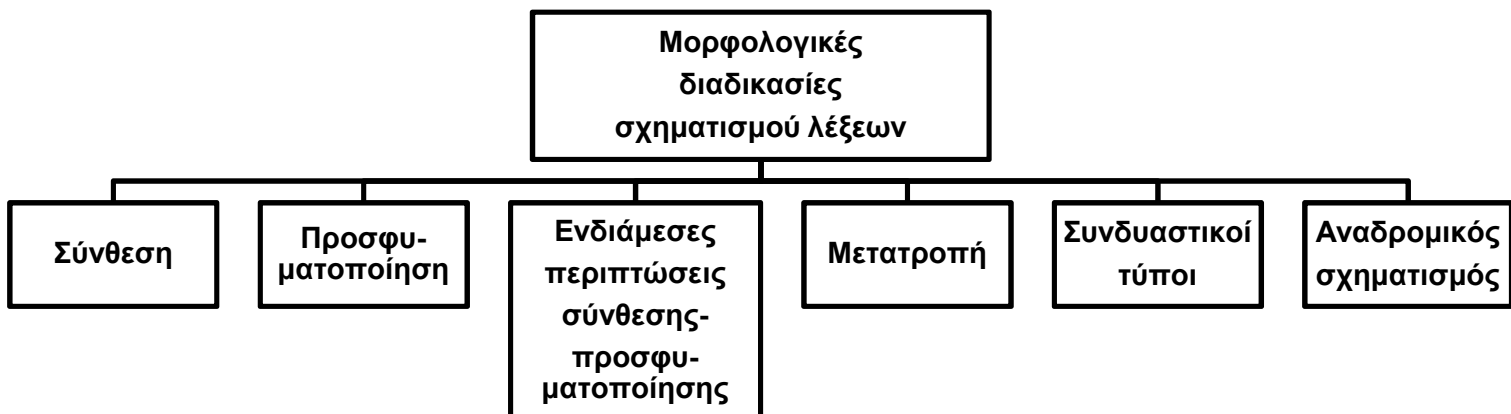 Μορφολογικές
διαδικασίες
σχηματισμού λέξεων
Σύνθεση
Προσφυ-
ματοποίηση
Ενδιάμεσες
περιπτώσεις
σύνθεσης-
προσφυ-
ματοποίησης
Μετατροπή
Συνδυαστικοί
τύποι
Αναδρομικός
σχηματισμός